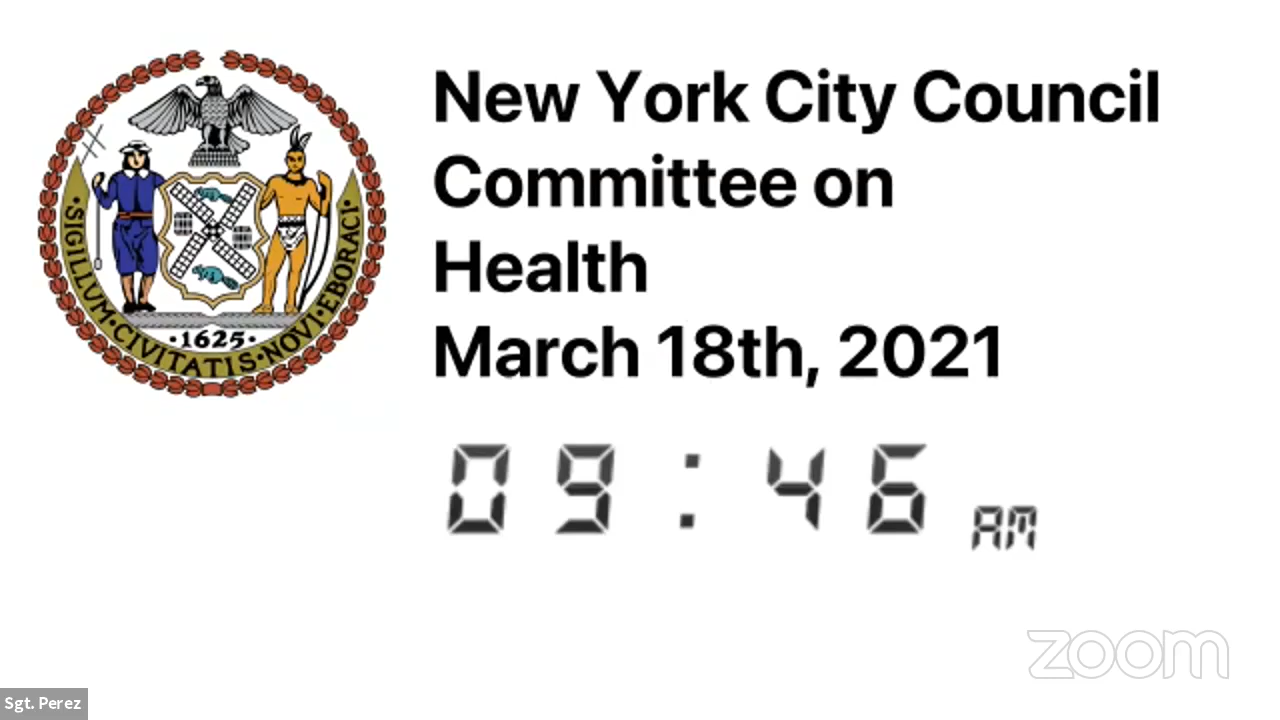 New York City Council
Committee on
Health
March 18th, 2021
09:46 AM
SIGILLUM·CIVITATIS·NOVI·EBORACI
·1625·
zoom
Sgt. Perez